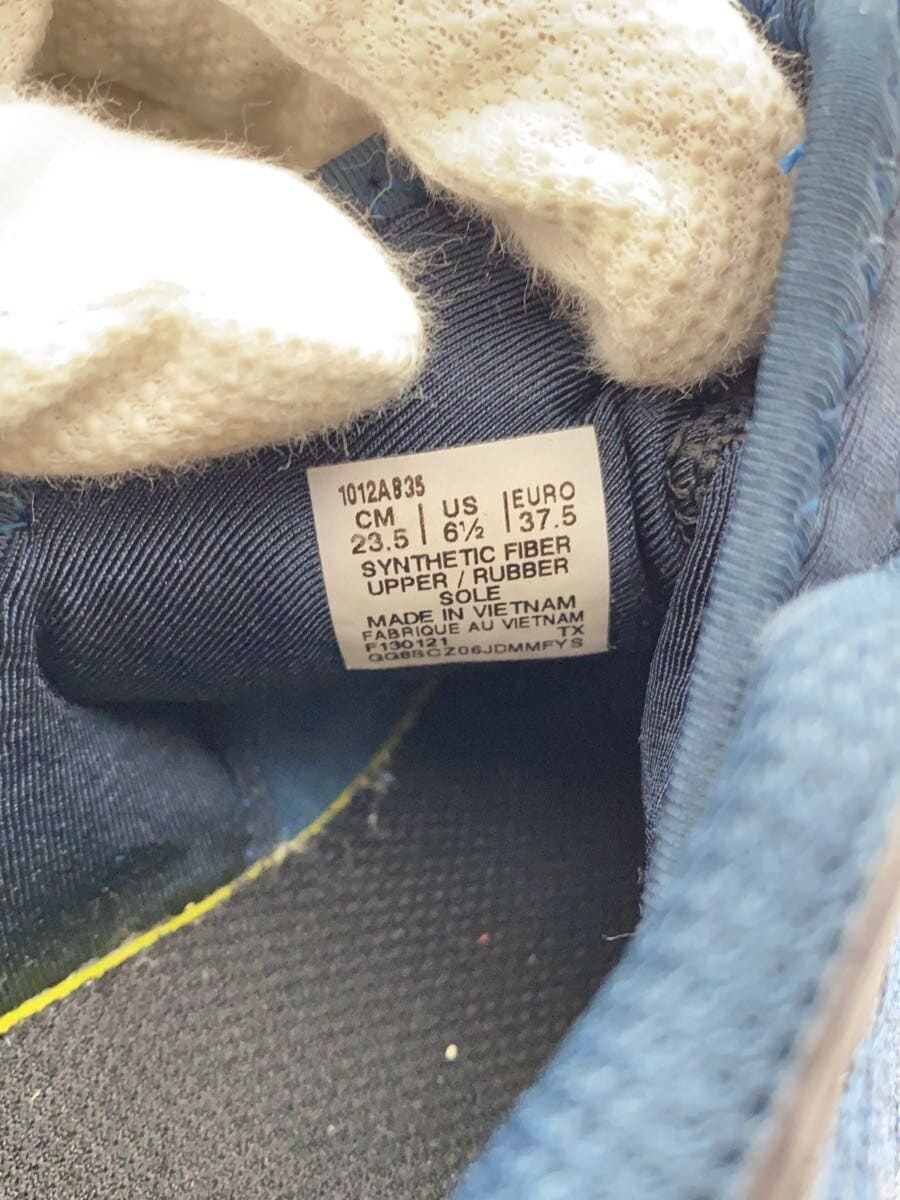 1012A835
CM | US | EURO
23.5 | 6½ | 37.5
SYNTHETIC FIBER
UPPER / RUBBER
SOLE
MADE IN VIETNAM
FABRIQUE AU VIETNAM
F130121 TX